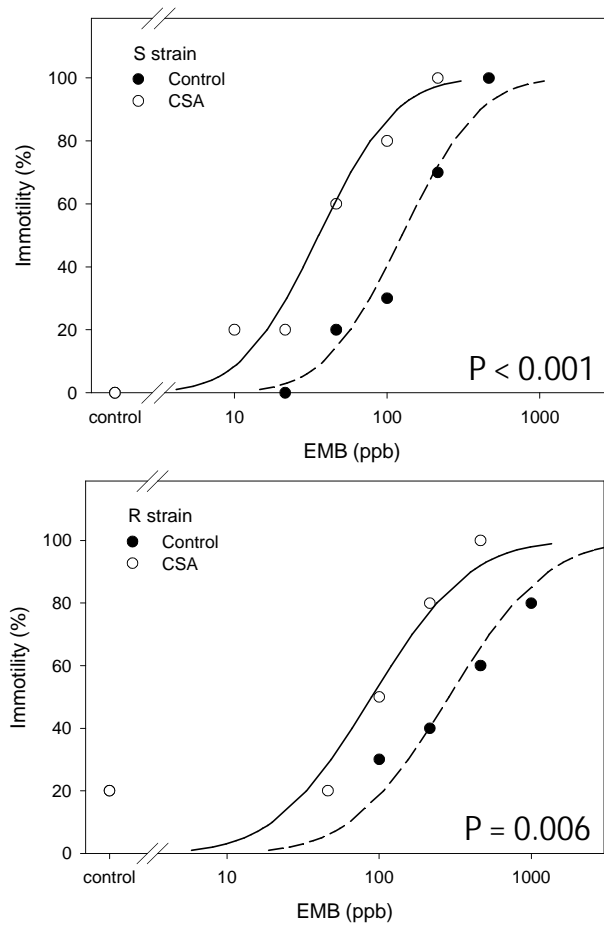 S strain
Control
CSA
100
80
60
40
20
0
Immotility (%)
P < 0.001
control
10
100
1000
EMB (ppb)
R strain
Control
CSA
100
80
60
40
20
0
Immotility (%)
P = 0.006
control
10
100
1000
EMB (ppb)